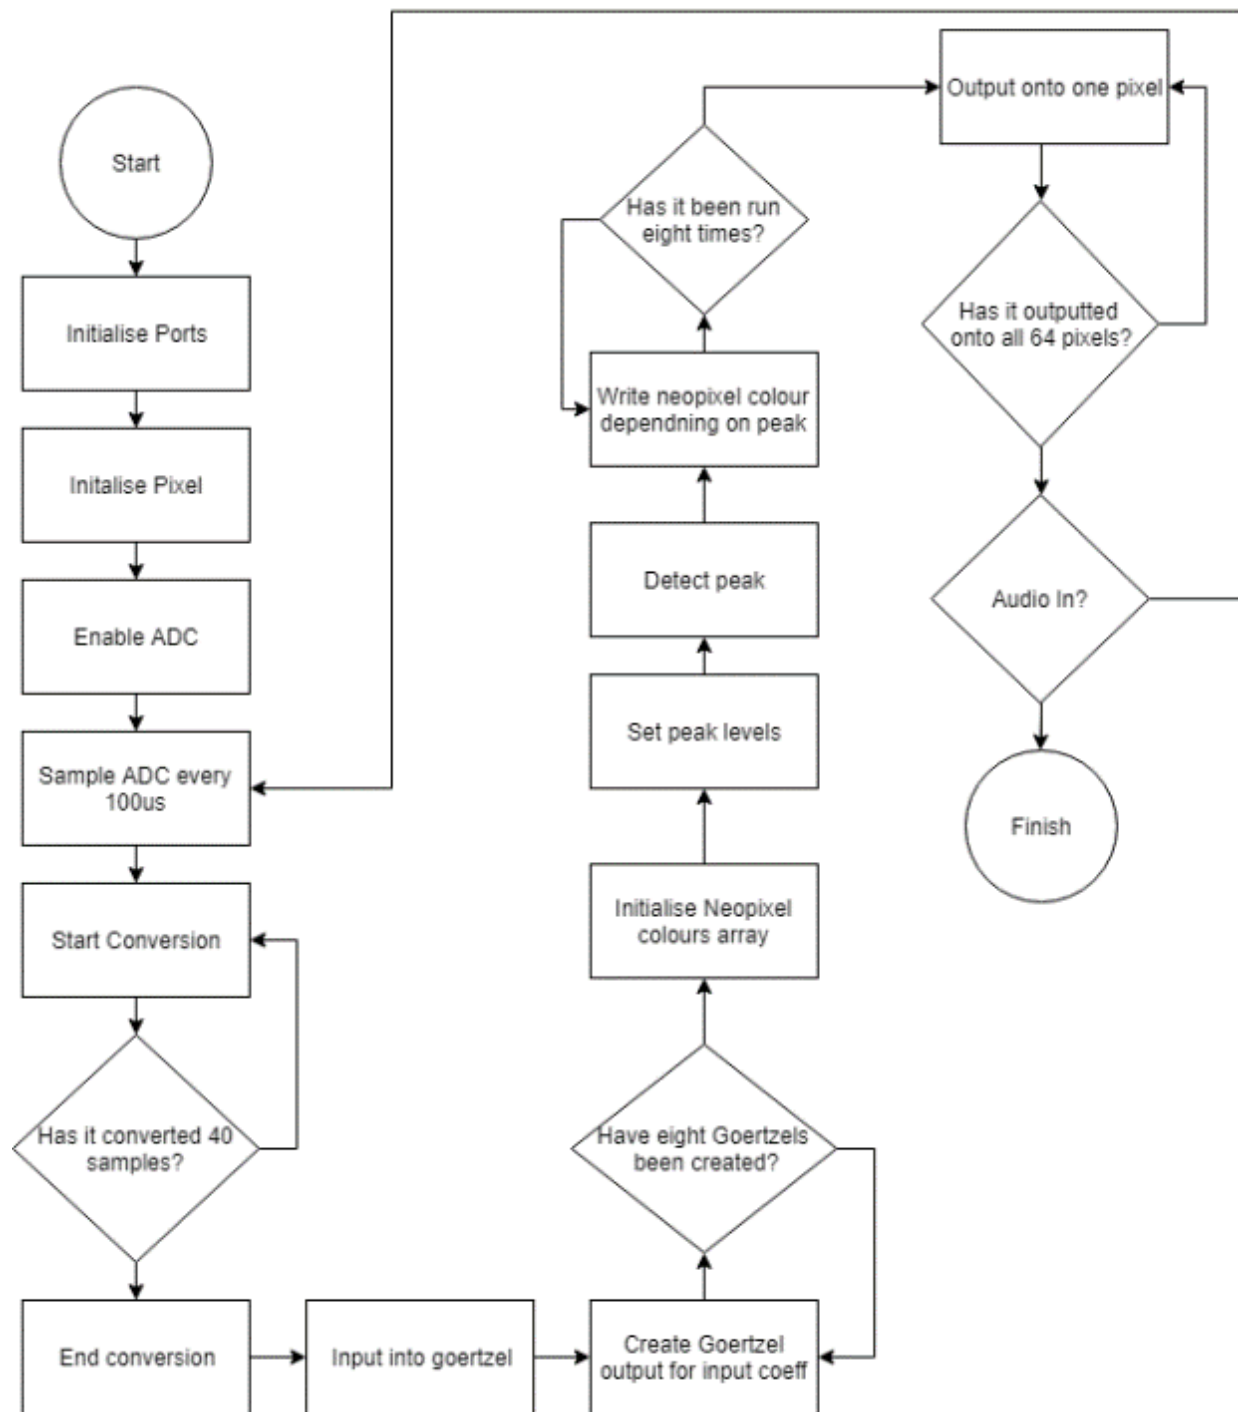 Start
Initialise Ports
Initalise Pixel
Enable ADC
Sample ADC every
100us
Start Conversion
Has it converted 40
samples?
End conversion
Input into goertzel
Create Goertzel
output for input coeff
Have eight Goertzels
been created?
Initialise Neopixel
colours array
Set peak levels
Detect peak
Write neopixel colour
dependning on peak
Has it been run
eight times?
Output onto one pixel
Has it outputted
onto all 64 pixels?
Audio In?
Finish